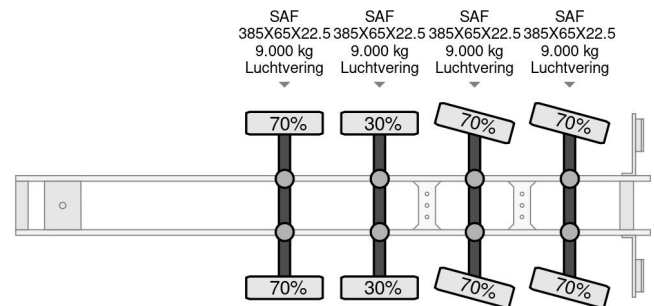 SAF SAF SAF SAF
385X65X22.5 385X65X22.5 385X65X22.5 385X65X22.5
9.000 kg 9.000 kg 9.000 kg 9.000 kg
Luchtvering Luchtvering Luchtvering Luchtvering
70% 30% 70% 70%
70% 30% 70% 70%